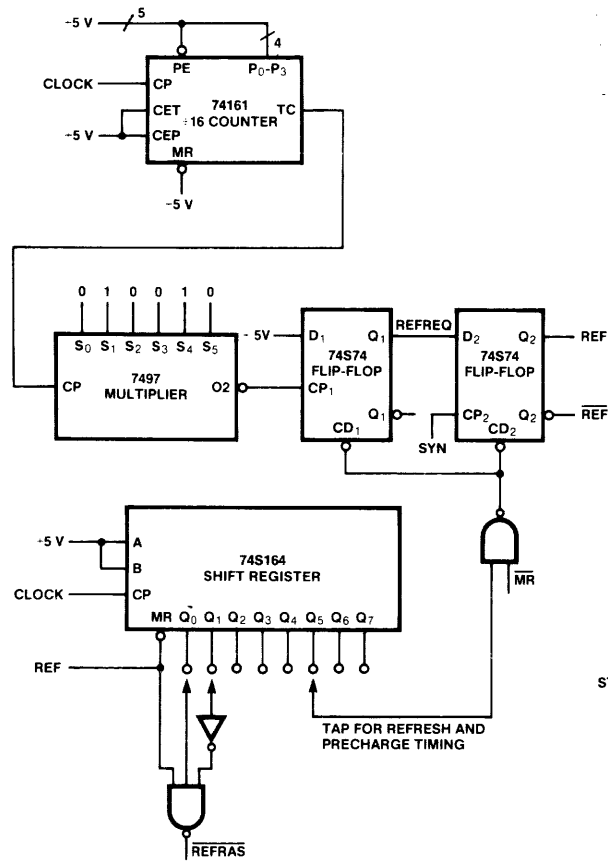 +5 V 5
4
PE P0-P3
CLOCK CP
74161
÷16 COUNTER
CET TC
+5 V CEP
MR
+5 V
0 1 0 0 1 0
S0 S1 S2 S3 S4 S5
7497
MULTIPLIER
CP O2
5V D1 Q1 REFREQ D2 Q2 REF
74S74
FLIP-FLOP
74S74
FLIP-FLOP
CP1 Q1 CP2 Q2 REF
CD1 SYN CD2
MR
+5 V A
B
74S164
SHIFT REGISTER
CLOCK CP
MR Q0 Q1 Q2 Q3 Q4 Q5 Q6 Q7
REF
TAP FOR REFRESH AND
PRECHARGE TIMING
REFRAS